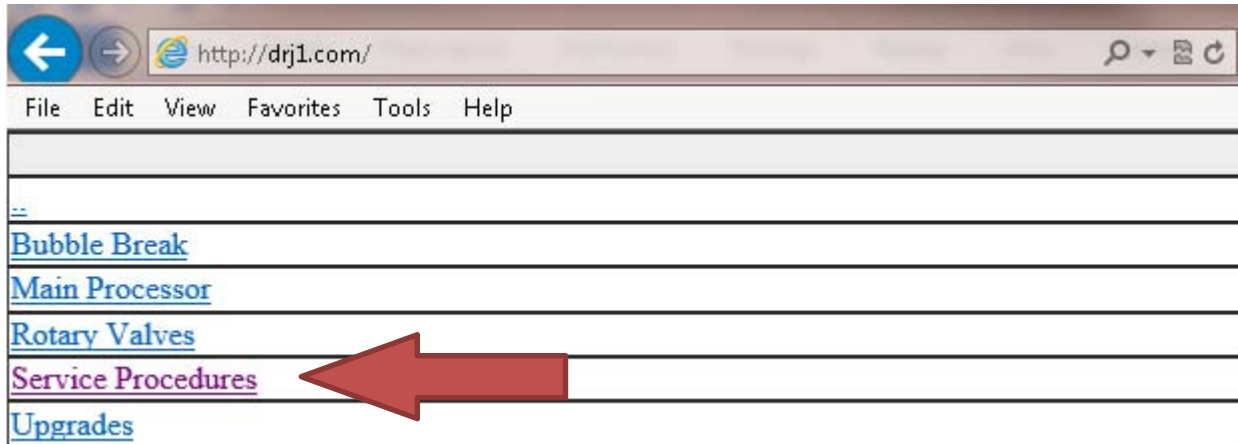 http://drj1.com/
File Edit View Favorites Tools Help
..
Bubble Break
Main Processor
Rotary Valves
Service Procedures
Upgrades